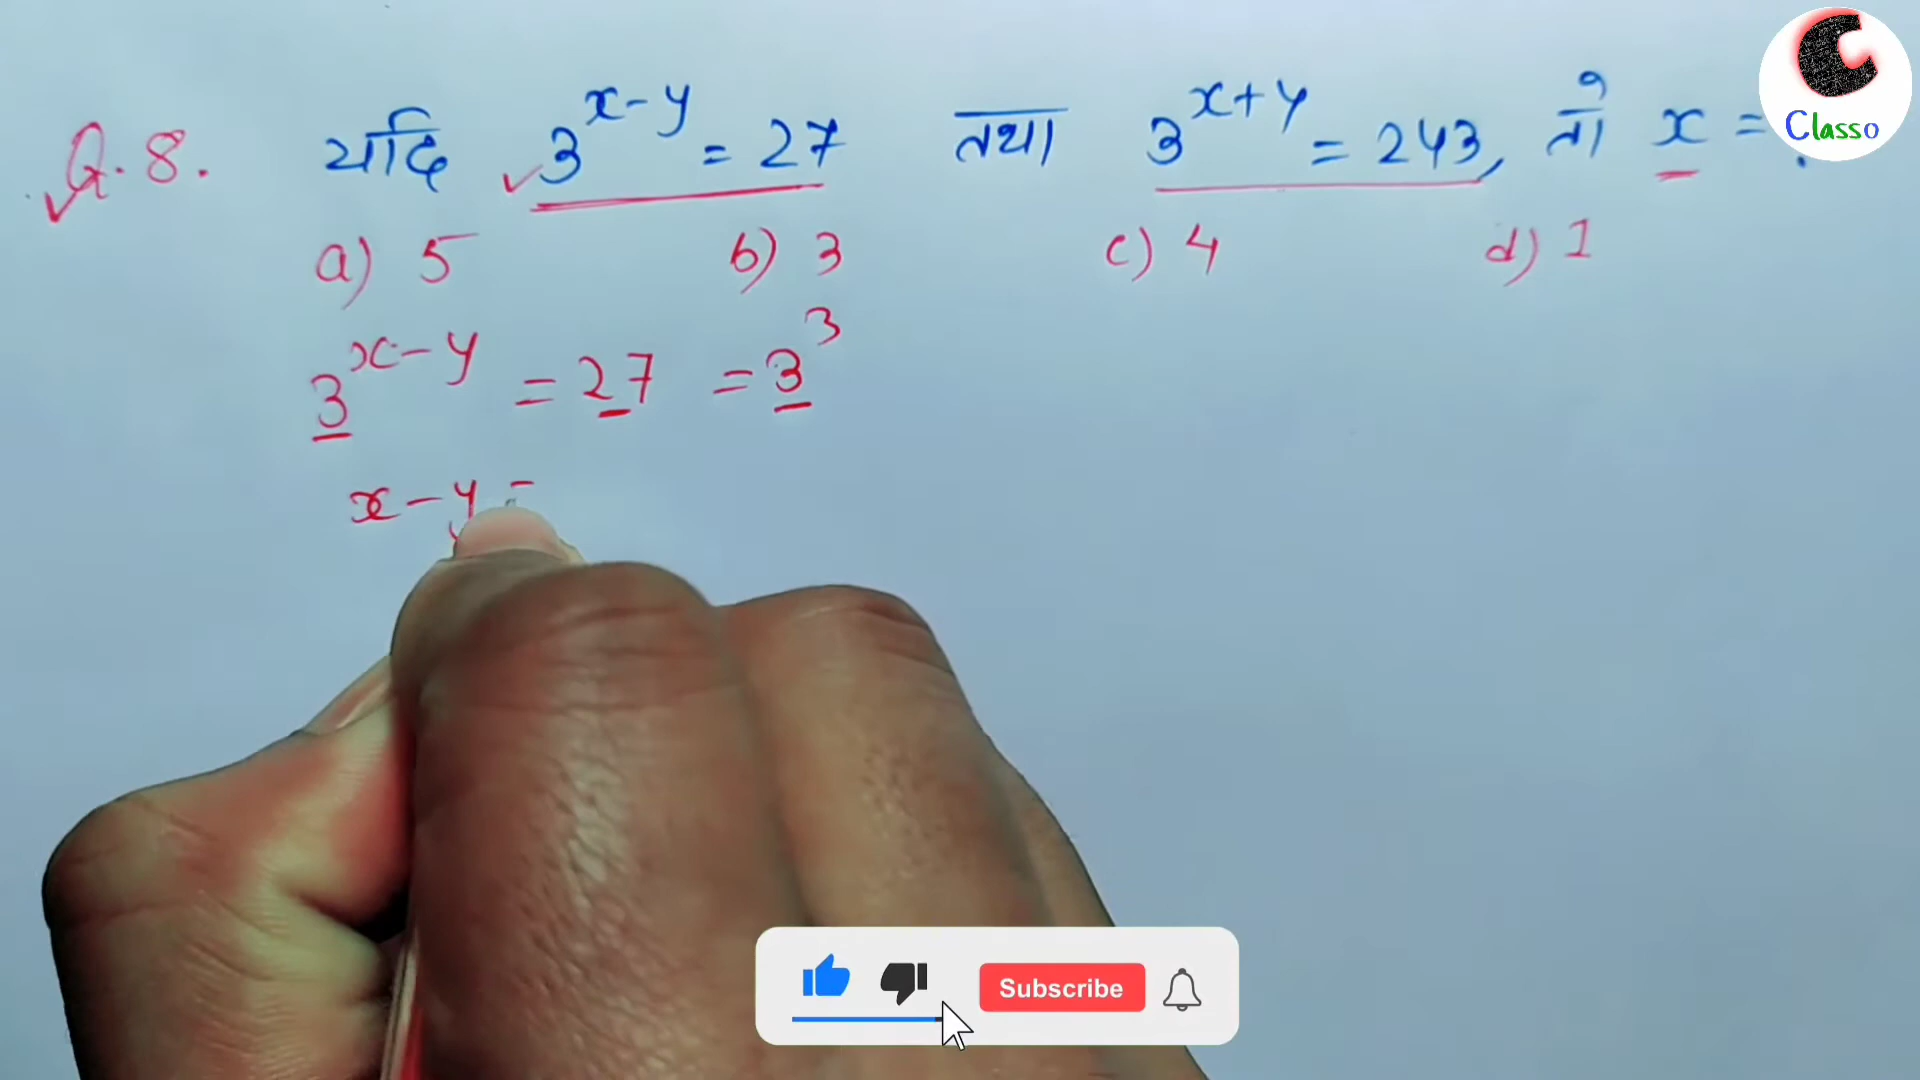 Q.8. यदि 3^{x-y} = 27 तथा 3^{x+y} = 243, तो x =
a) 5 b) 3 c) 4 d) 1
3^{x-y} = 27 = 3^3
x-y =
Classo
Subscribe